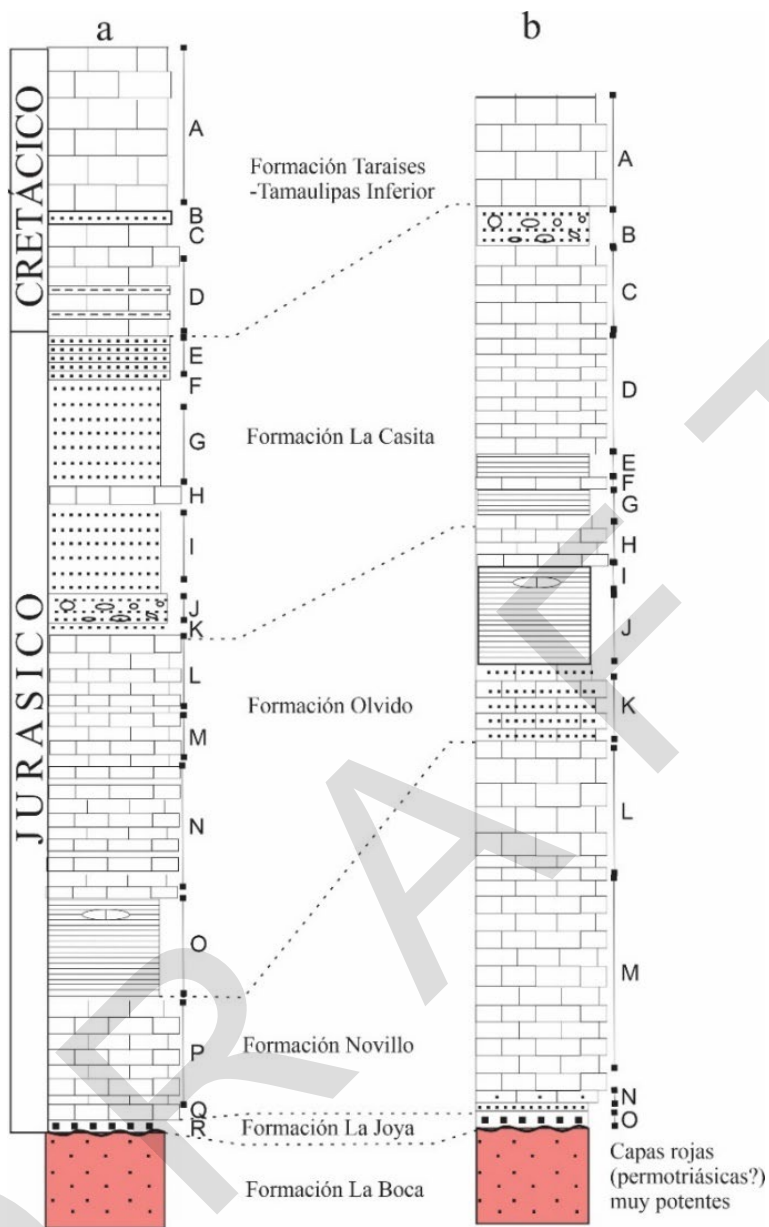 a
b
CRETÁCICO
JURASICO
A
B
C
D
E
F
G
H
I
J
K
L
M
N
O
P
Q
R
Formación Taraises
-Tamaulipas Inferior
Formación La Casita
Formación Olvido
Formación Novillo
Formación La Joya
Formación La Boca
A
B
C
D
E
F
G
H
I
J
K
L
M
N
O
Capas rojas
(permotriásicas?)
muy potentes
DRAFT